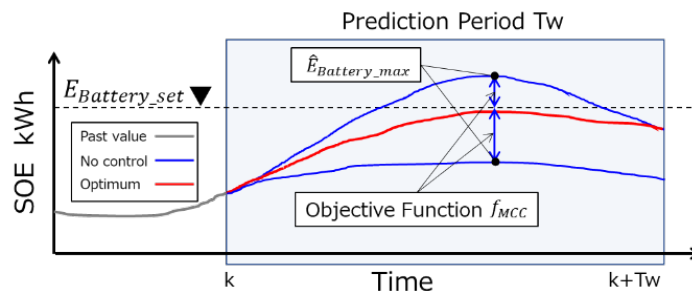 Prediction Period Tw
Ê_Battery_max
E_Battery_set ▼
Past value
No control
Optimum
SOE kWh
Objective Function f_MCC
k
Time
k+Tw